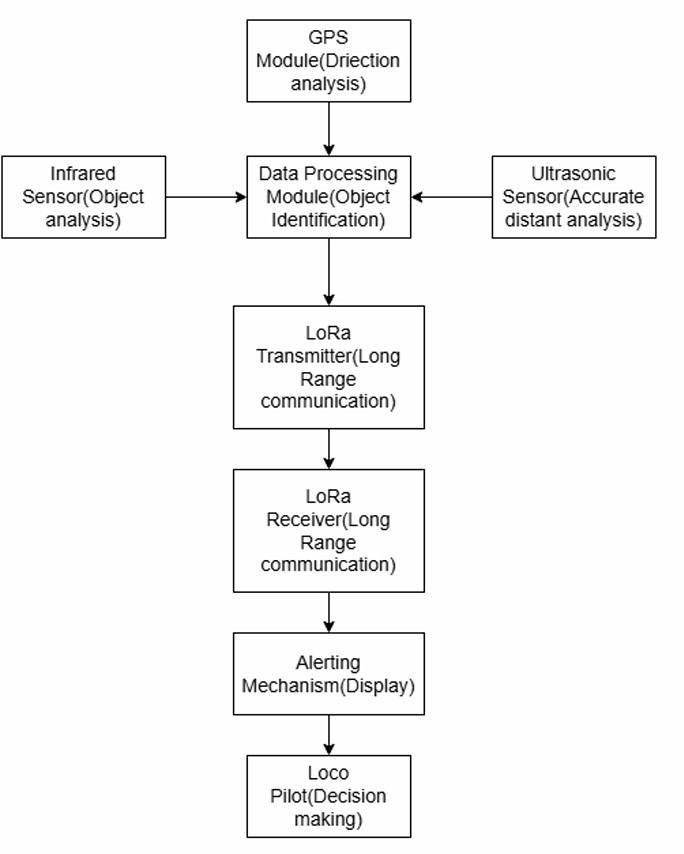 GPS
Module(Driection
analysis)
Infrared
Sensor(Object
analysis)
Data Processing
Module(Object
Identification)
Ultrasonic
Sensor(Accurate
distant analysis)
LoRa
Transmitter(Long
Range
communication)
LoRa
Receiver(Long
Range
communication)
Alerting
Mechanism(Display)
Loco
Pilot(Decision
making)